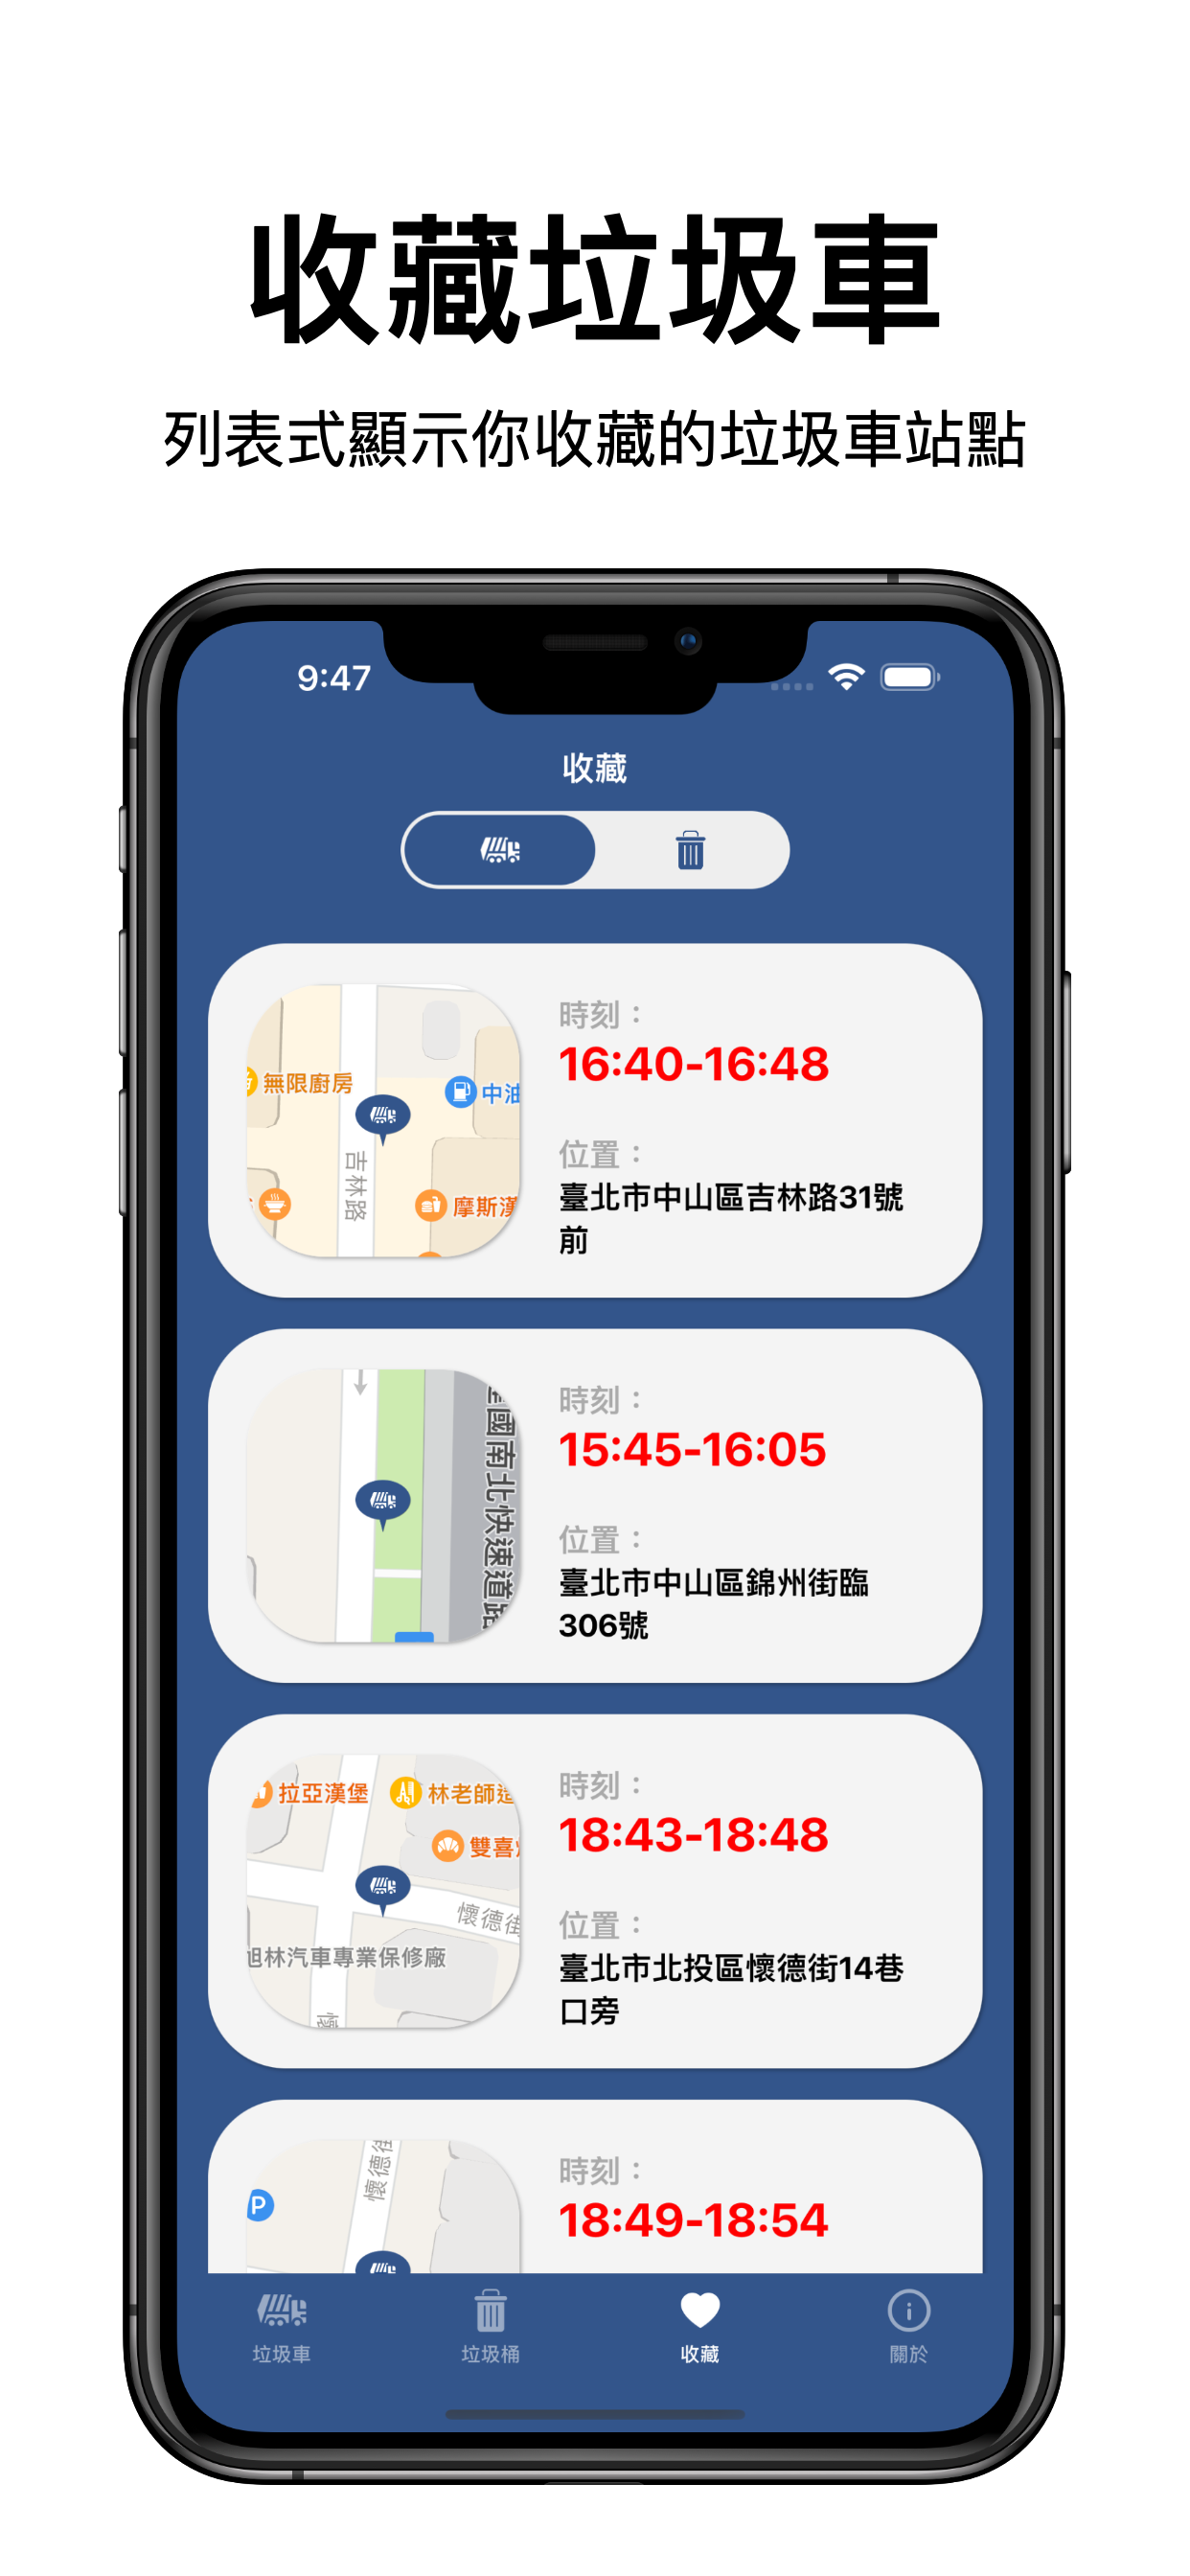 收藏垃圾車
列表式顯示你收藏的垃圾車站點
9:47
收藏
時刻：
16:40-16:48
位置：
臺北市中山區吉林路31號
前
無限廚房
中油
吉林路
摩斯漢
時刻：
15:45-16:05
位置：
臺北市中山區錦州街臨
306號
國南北快速道路
時刻：
18:43-18:48
位置：
臺北市北投區懷德街14巷
口旁
拉亞漢堡
林老師造
雙喜
懷德街
旭林汽車專業保修廠
懷
時刻：
18:49-18:54
懷德街
P
垃圾車
垃圾桶
收藏
關於